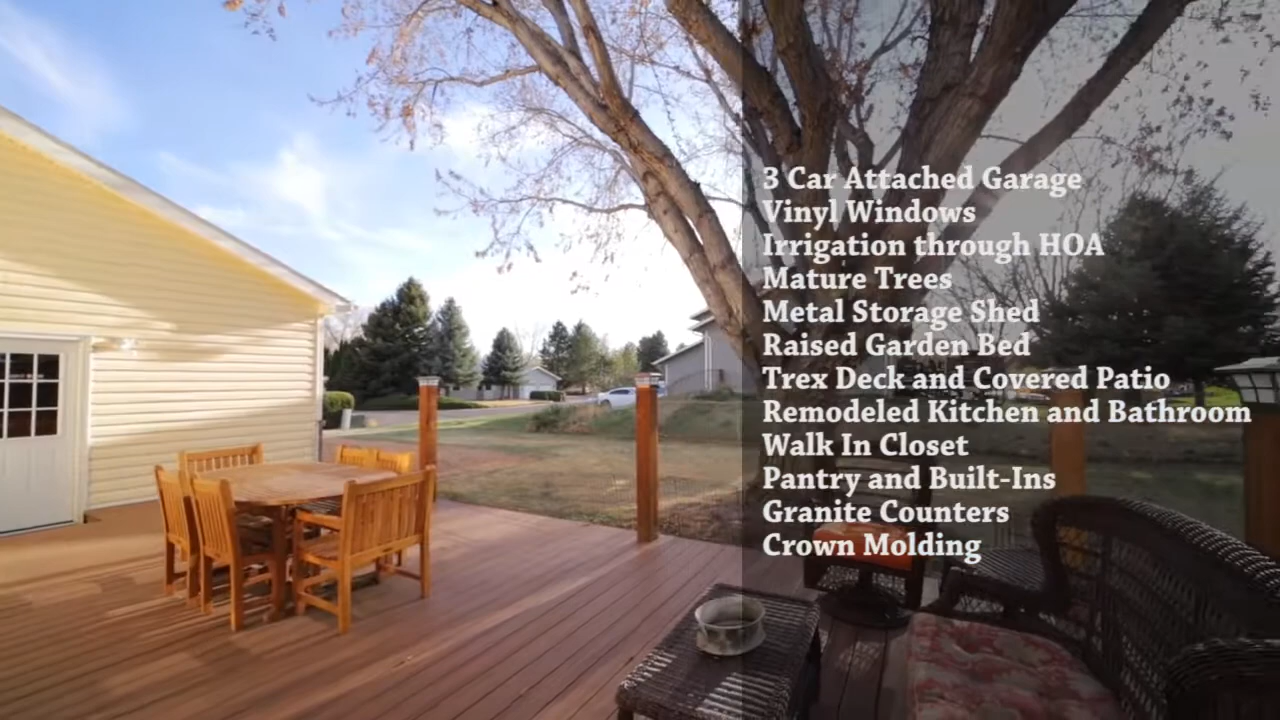 3 Car Attached Garage
Vinyl Windows
Irrigation through HOA
Mature Trees
Metal Storage Shed
Raised Garden Bed
Trex Deck and Covered Patio
Remodeled Kitchen and Bathroom
Walk In Closet
Pantry and Built-Ins
Granite Counters
Crown Molding